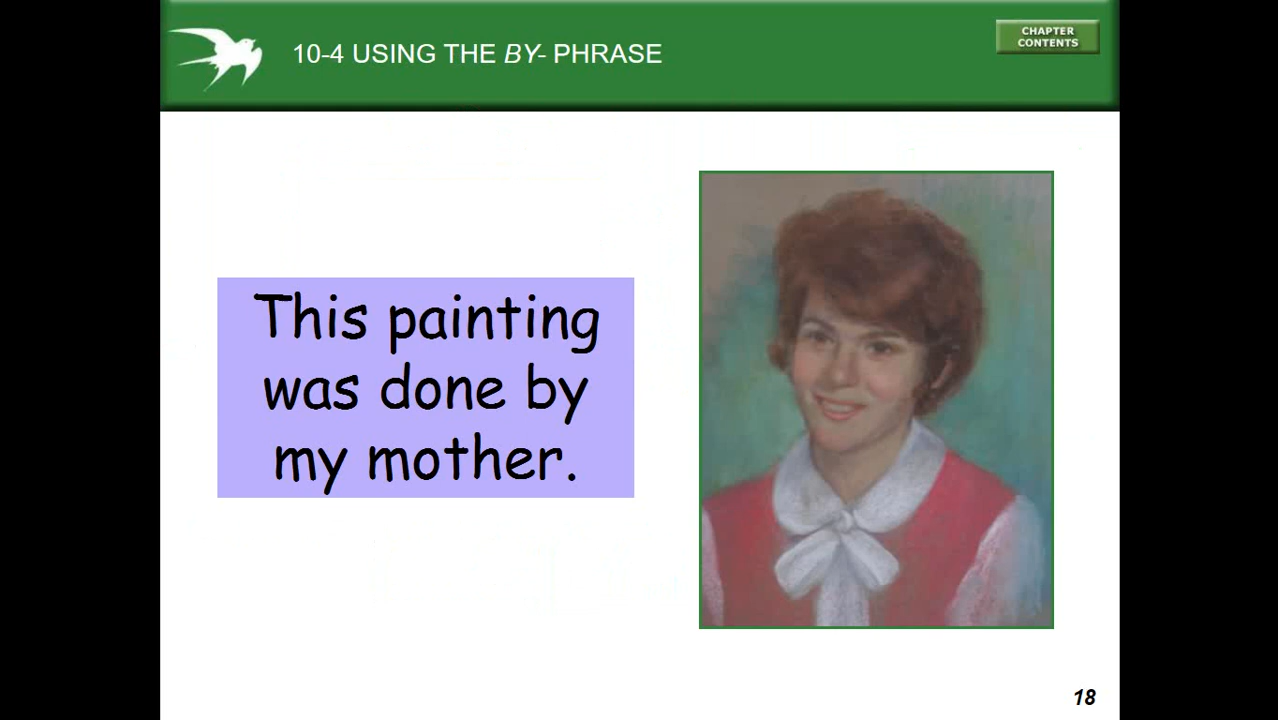 10-4 USING THE BY- PHRASE
CHAPTER
CONTENTS
This painting
was done by
my mother.
18